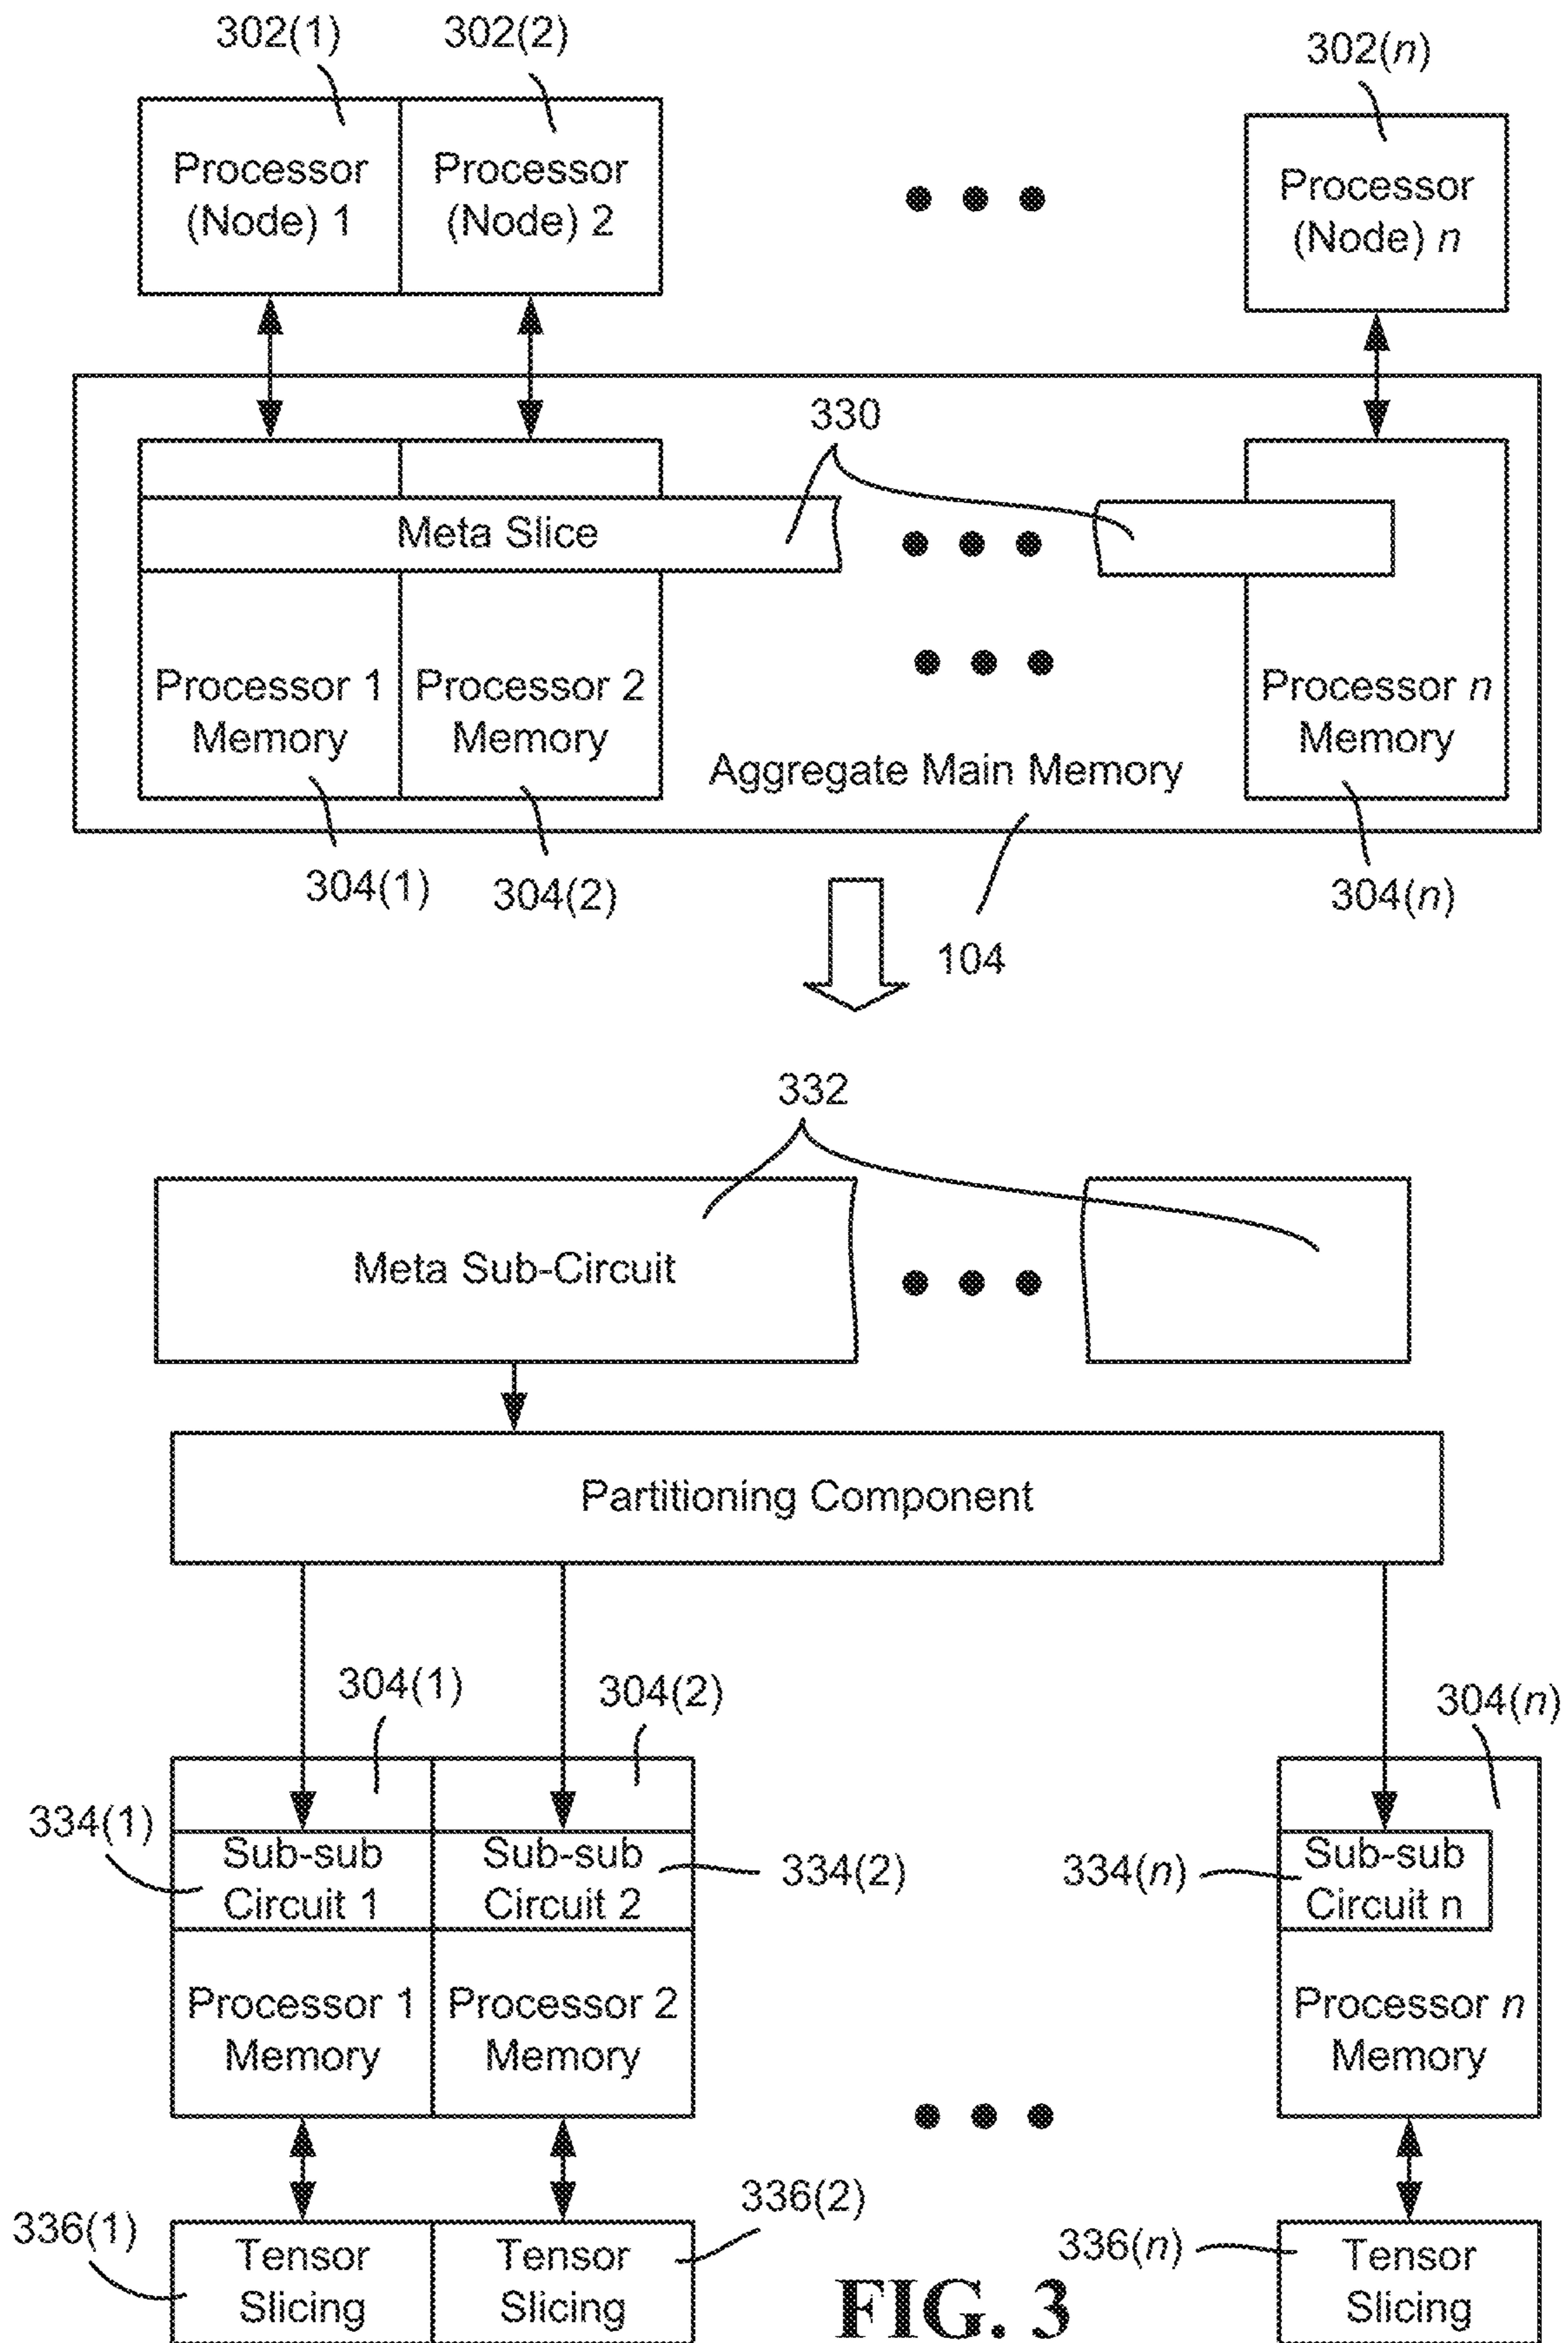 302(1) 302(2) 302(n)
Processor Processor Processor
(Node) 1 (Node) 2 (Node) n
330
Meta Slice
Processor 1 Processor 2 Processor n
Memory Memory Memory
Aggregate Main Memory
304(1) 304(2) 304(n)
104
332
Meta Sub-Circuit
Partitioning Component
304(1) 304(2) 304(n)
334(1) Sub-sub Sub-sub 334(2) 334(n) Sub-sub
Circuit 1 Circuit 2 Circuit n
Processor 1 Processor 2 Processor n
Memory Memory Memory
336(1) 336(2) 336(n)
Tensor Tensor Tensor
Slicing Slicing Slicing
FIG. 3